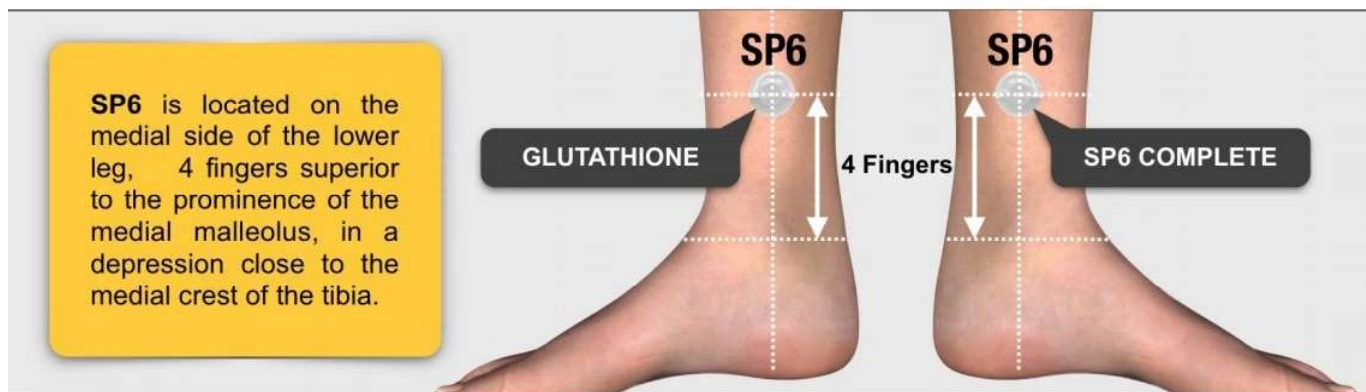 SP6 is located on the
medial side of the lower
leg, 4 fingers superior
to the prominence of the
medial malleolus, in a
depression close to the
medial crest of the tibia.
SP6
SP6
GLUTATHIONE
4 Fingers
SP6 COMPLETE